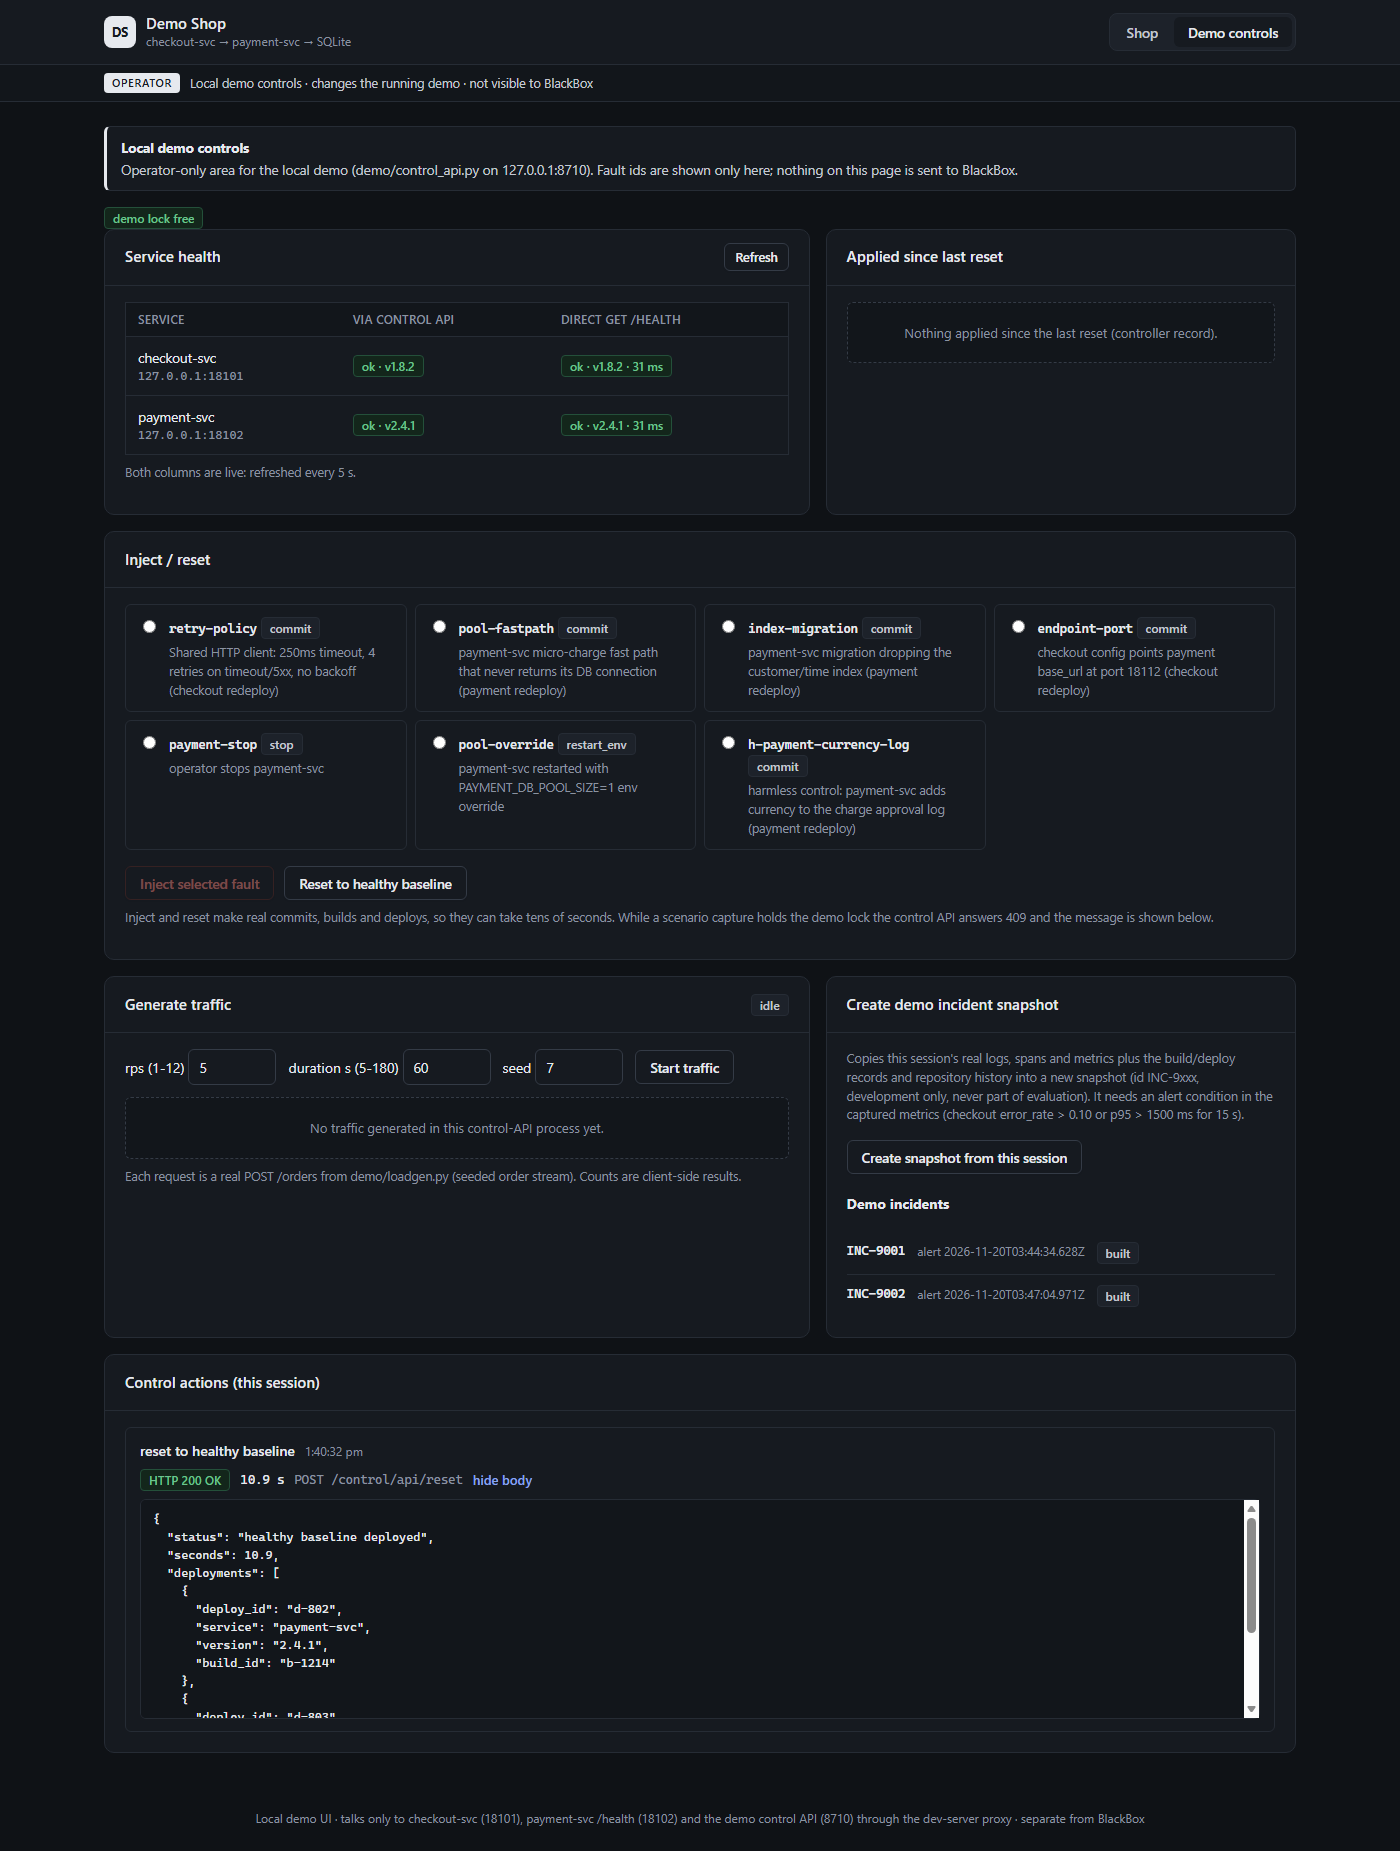 DS
Demo Shop
checkout-svc → payment-svc → SQLite
Shop
Demo controls
OPERATOR
Local demo controls · changes the running demo · not visible to BlackBox
Local demo controls
Operator-only area for the local demo (demo/control_api.py on 127.0.0.1:8710). Fault ids are shown only here; nothing on this page is sent to BlackBox.
demo lock free
Service health
Refresh
SERVICE
VIA CONTROL API
DIRECT GET /HEALTH
checkout-svc
127.0.0.1:18101
ok · v1.8.2
ok · v1.8.2 · 31 ms
payment-svc
127.0.0.1:18102
ok · v2.4.1
ok · v2.4.1 · 31 ms
Both columns are live: refreshed every 5 s.
Applied since last reset
Nothing applied since the last reset (controller record).
Inject / reset
retry-policy commit
Shared HTTP client: 250ms timeout, 4
retries on timeout/5xx, no backoff
(checkout redeploy)
pool-fastpath commit
payment-svc micro-charge fast path
that never returns its DB connection
(payment redeploy)
index-migration commit
payment-svc migration dropping the
customer/time index (payment
redeploy)
endpoint-port commit
checkout config points payment
base_url at port 18112 (checkout
redeploy)
payment-stop stop
operator stops payment-svc
pool-override restart_env
payment-svc restarted with
PAYMENT_DB_POOL_SIZE=1 env
override
h-payment-currency-log
commit
harmless control: payment-svc adds
currency to the charge approval log
(payment redeploy)
Inject selected fault
Reset to healthy baseline
Inject and reset make real commits, builds and deploys, so they can take tens of seconds. While a scenario capture holds the demo lock the control API answers 409 and the message is shown below.
Generate traffic
idle
rps (1-12) 5 duration s (5-180) 60 seed 7 Start traffic
No traffic generated in this control-API process yet.
Each request is a real POST /orders from demo/loadgen.py (seeded order stream). Counts are client-side results.
Create demo incident snapshot
Copies this session's real logs, spans and metrics plus the build/deploy
records and repository history into a new snapshot (id INC-9xxx,
development only, never part of evaluation). It needs an alert condition in the
captured metrics (checkout error_rate > 0.10 or p95 > 1500 ms for 15 s).
Create snapshot from this session
Demo incidents
INC-9001 alert 2026-11-20T03:44:34.628Z built
INC-9002 alert 2026-11-20T03:47:04.971Z built
Control actions (this session)
reset to healthy baseline 1:40:32 pm
HTTP 200 OK 10.9 s POST /control/api/reset hide body
{
"status": "healthy baseline deployed",
"seconds": 10.9,
"deployments": [
{
"deploy_id": "d-802",
"service": "payment-svc",
"version": "2.4.1",
"build_id": "b-1214"
},
{
"deploy_id": "d-803"
Local demo UI · talks only to checkout-svc (18101), payment-svc /health (18102) and the demo control API (8710) through the dev-server proxy · separate from BlackBox